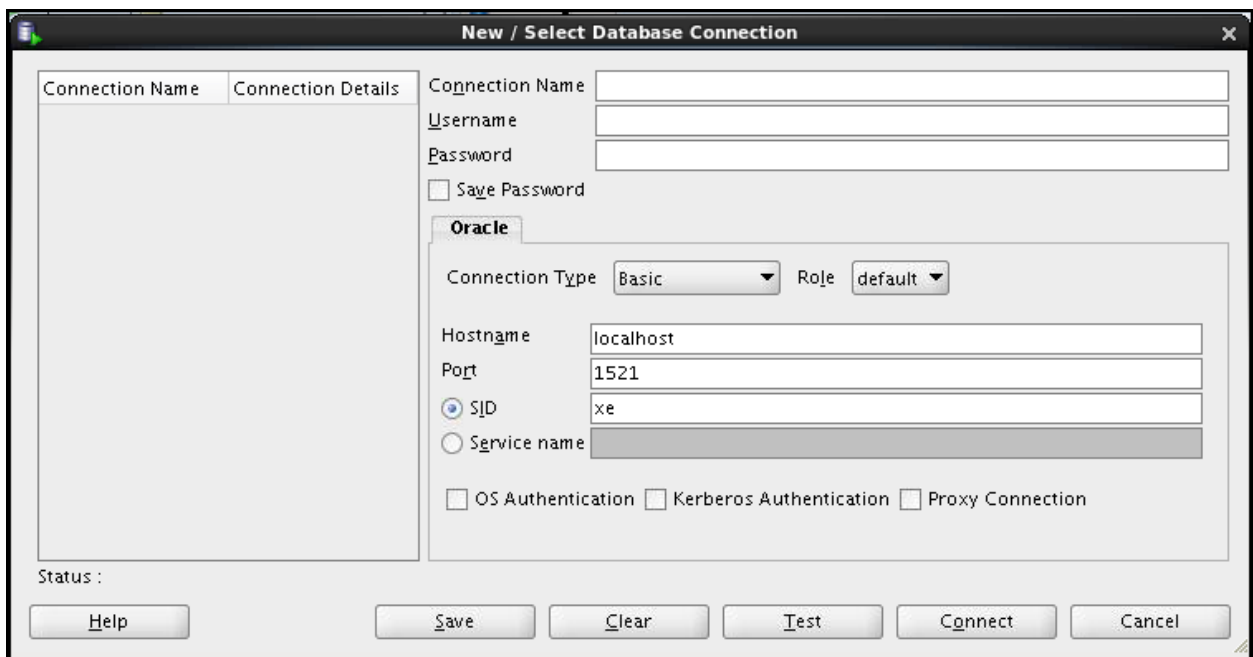 New / Select Database Connection
Connection Name Connection Details
Connection Name
Username
Password
Save Password
Oracle
Connection Type Basic Role default
Hostname localhost
Port 1521
SID xe
Service name
OS Authentication Kerberos Authentication Proxy Connection
Status :
Help Save Clear Test Connect Cancel